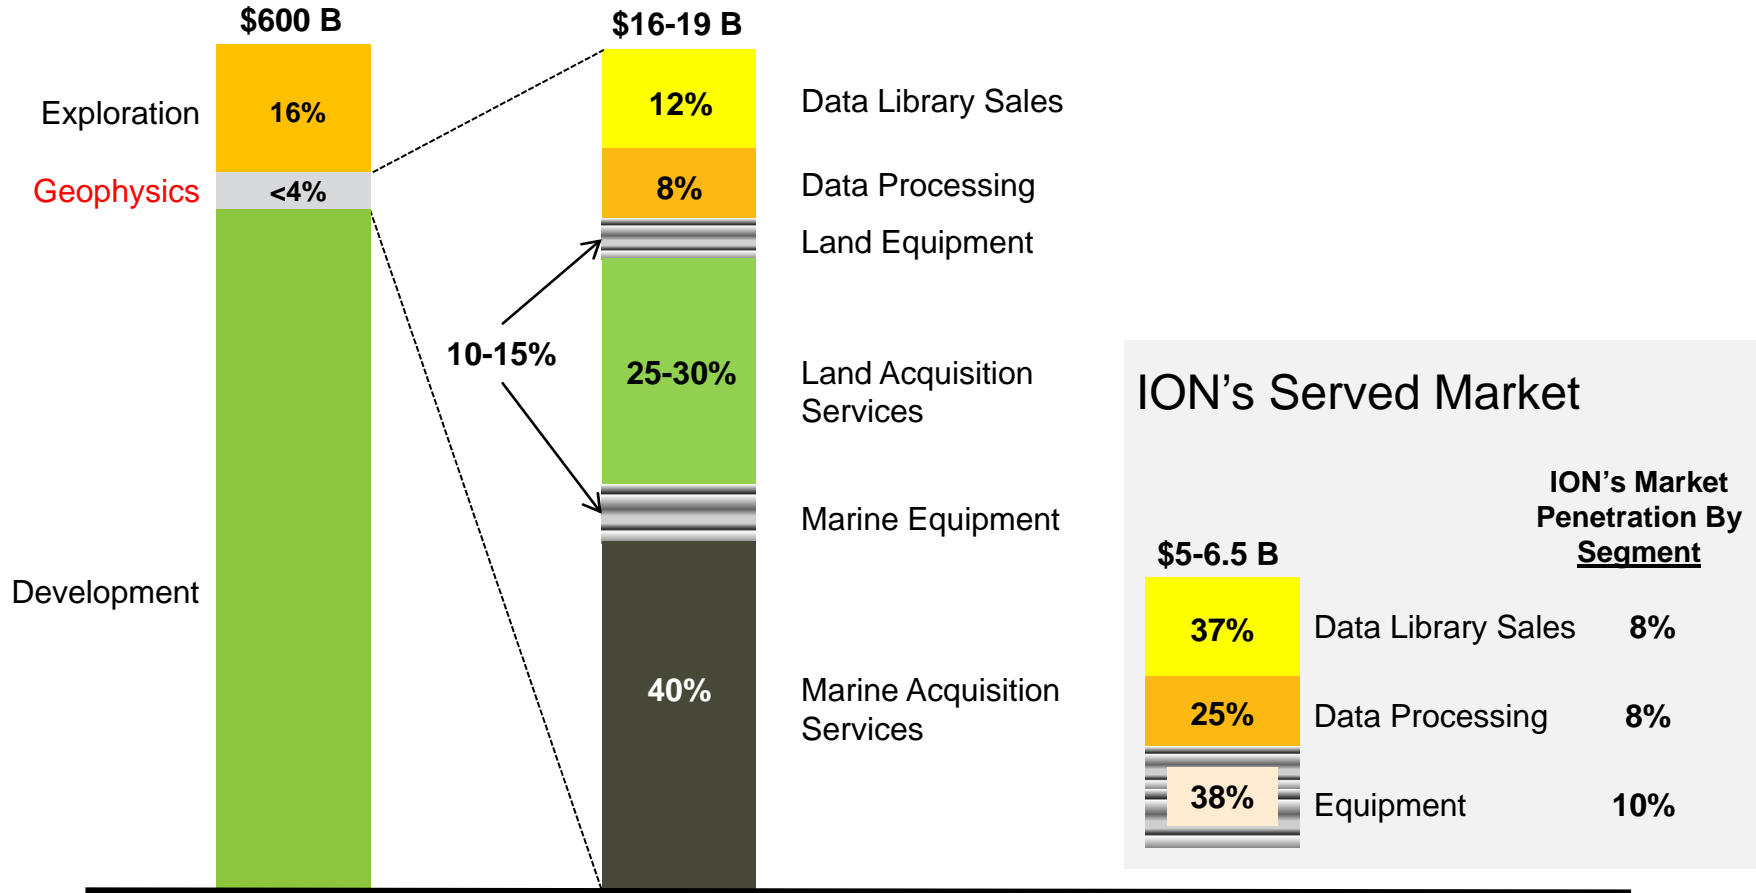 $600 B
Exploration
16%
Geophysics
<4%
Development
$16-19 B
12%
Data Library Sales
8%
Data Processing
Land Equipment
10-15%
25-30%
Land Acquisition
Services
Marine Equipment
40%
Marine Acquisition
Services
ION’s Served Market
ION’s Market
Penetration By
Segment
$5-6.5 B
37%
Data Library Sales
8%
25%
Data Processing
8%
38%
Equipment
10%